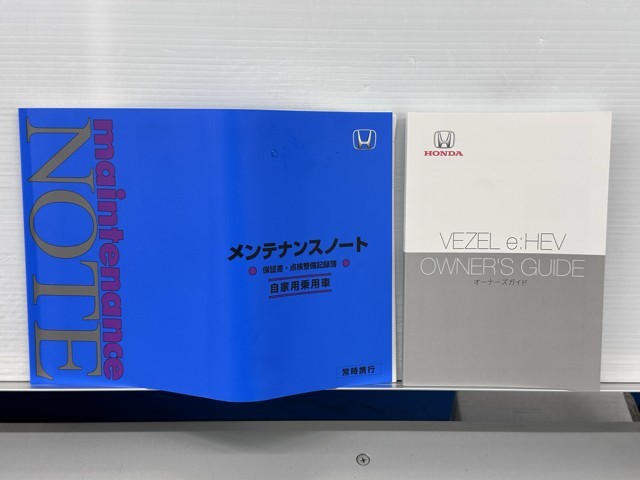 maintenance
NOTE
メンテナンスノート
保証書・点検整備記録簿
自家用乗用車
常時携行
HONDA
VEZEL e:HEV
OWNER'S GUIDE
オーナーズガイド